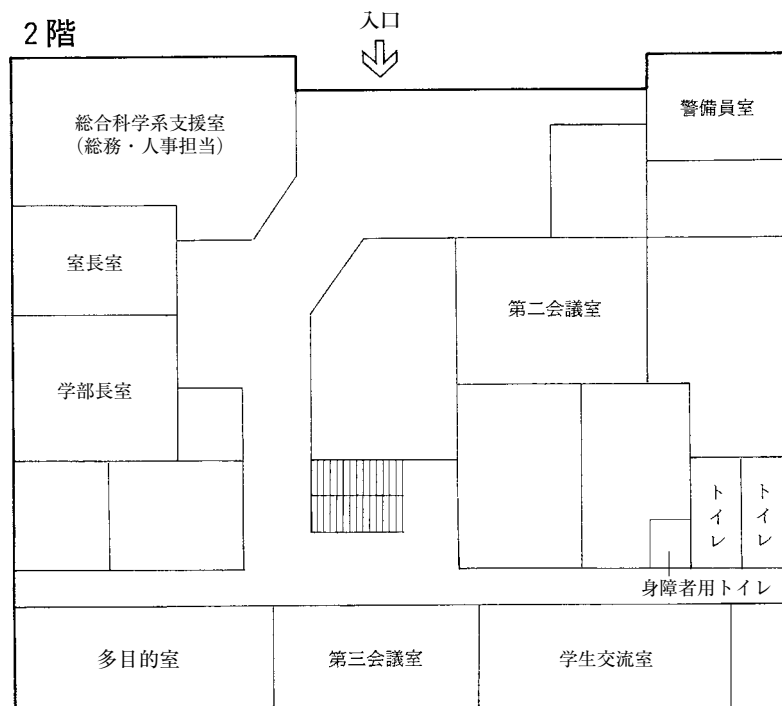 2階
入口
総合科学系支援室
（総務・人事担当）
警備員室
室長室
第二会議室
学部長室
トイレ
トイレ
身障者用トイレ
多目的室
第三会議室
学生交流室